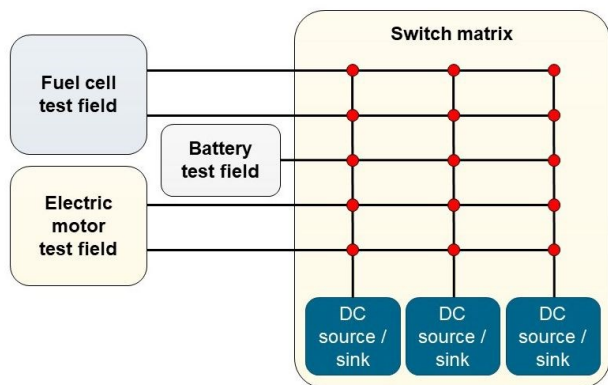 Switch matrix
Fuel cell
test field
Battery
test field
Electric
motor
test field
DC
source /
sink
DC
source /
sink
DC
source /
sink